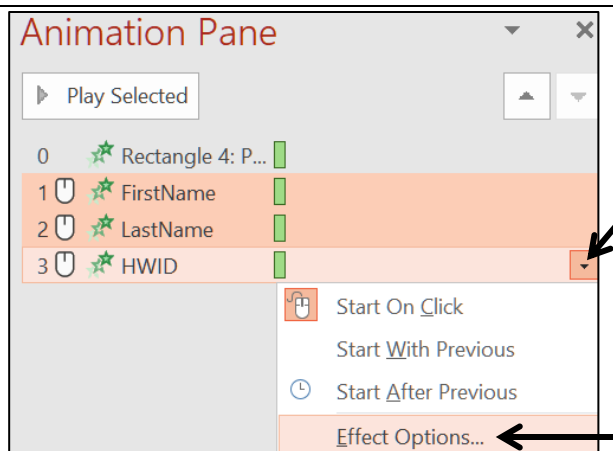 Animation Pane
Play Selected
0 Rectangle 4: P...
1 FirstName
2 LastName
3 HWID
Start On Click
Start With Previous
Start After Previous
Effect Options...